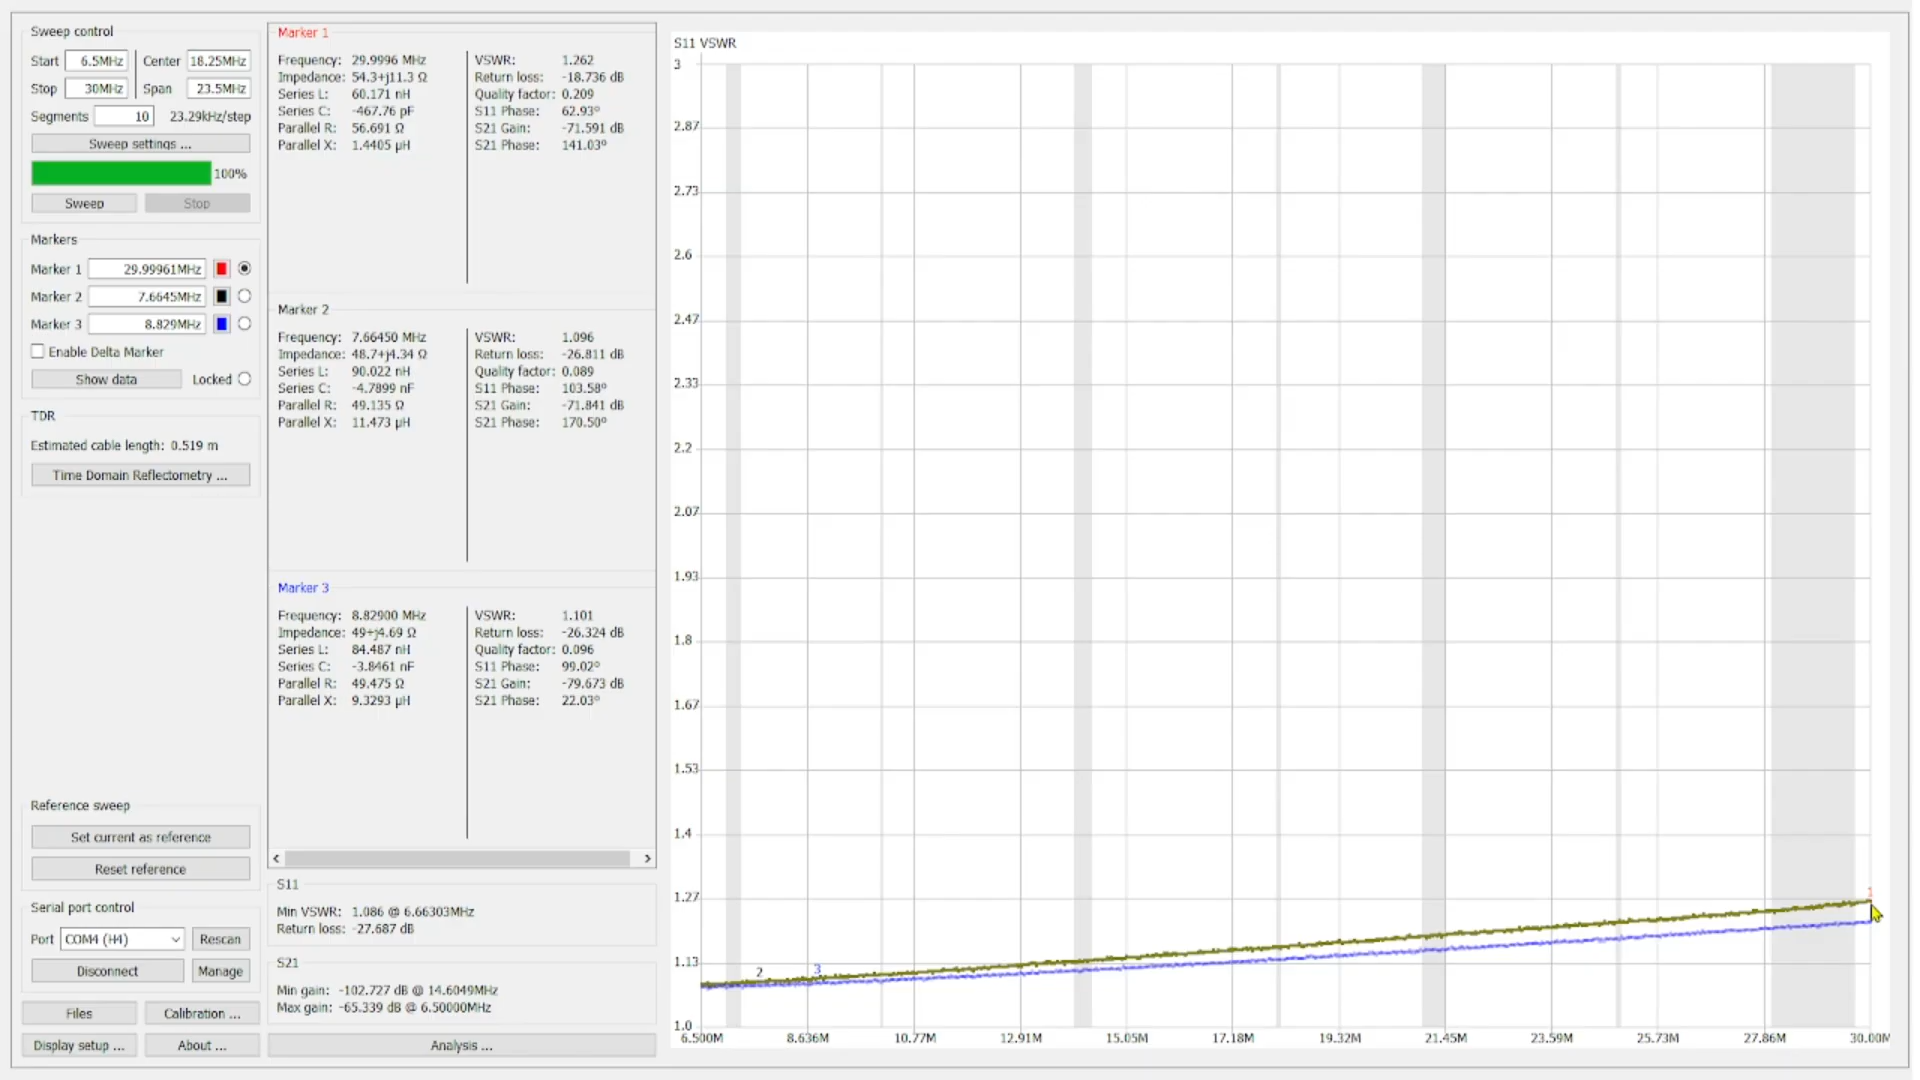 Sweep control
Start 6.5MHz Center 18.25MHz
Stop 30MHz Span 23.5MHz
Segments 10 23.29kHz/step
Sweep settings ...
100%
Sweep Stop
Markers
Marker 1 29.99961MHz
Marker 2 7.6645MHz
Marker 3 8.829MHz
Enable Delta Marker
Show data Locked
TDR
Estimated cable length: 0.519 m
Time Domain Reflectometry ...
Reference sweep
Set current as reference
Reset reference
Serial port control
Port COM4 (H4) Rescan
Disconnect Manage
Files Calibration ...
Display setup ... About ...
Marker 1
Frequency: 29.9996 MHz
Impedance: 54.3+j11.3 Ω
Series L: 60.171 nH
Series C: -467.76 pF
Parallel R: 56.691 Ω
Parallel X: 1.4405 µH
VSWR: 1.262
Return loss: -18.736 dB
Quality factor: 0.209
S11 Phase: 62.93°
S21 Gain: -71.591 dB
S21 Phase: 141.03°
Marker 2
Frequency: 7.66450 MHz
Impedance: 48.7+j4.34 Ω
Series L: 90.022 nH
Series C: -4.7899 nF
Parallel R: 49.135 Ω
Parallel X: 11.473 µH
VSWR: 1.096
Return loss: -26.811 dB
Quality factor: 0.089
S11 Phase: 103.58°
S21 Gain: -71.841 dB
S21 Phase: 170.50°
Marker 3
Frequency: 8.82900 MHz
Impedance: 49+j4.69 Ω
Series L: 84.487 nH
Series C: -3.8461 nF
Parallel R: 49.475 Ω
Parallel X: 9.3293 µH
VSWR: 1.101
Return loss: -26.324 dB
Quality factor: 0.096
S11 Phase: 99.02°
S21 Gain: -79.673 dB
S21 Phase: 22.03°
S11
Min VSWR: 1.086 @ 6.66303MHz
Return loss: -27.687 dB
S21
Min gain: -102.727 dB @ 14.6049MHz
Max gain: -65.339 dB @ 6.50000MHz
Analysis ...
S11 VSWR
3
2.87
2.73
2.6
2.47
2.33
2.2
2.07
1.93
1.8
1.67
1.53
1.4
1.27
1.13
1.0
1
2
3
6.500M 8.636M 10.77M 12.91M 15.05M 17.18M 19.32M 21.45M 23.59M 25.73M 27.86M 30.00M